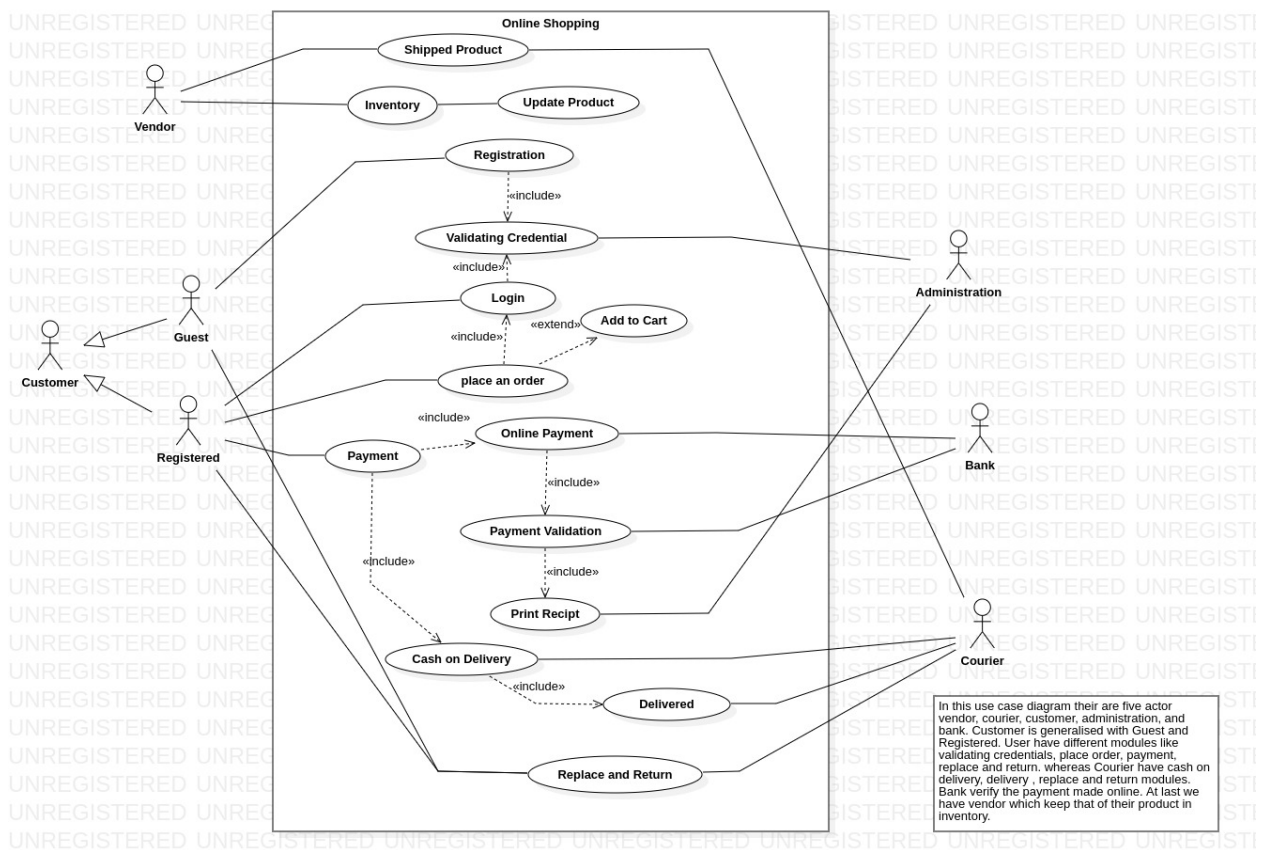 Online Shopping
Shipped Product
Vendor
Inventory
Update Product
Registration
«include»
Validating Credential
«include»
Administration
Login
Guest
«include»
«extend»
Add to Cart
Customer
place an order
Registered
«include»
Online Payment
Payment
Bank
«include»
Payment Validation
«include»
«include»
Print Recipt
Cash on Delivery
Courier
«include»
Delivered
Replace and Return
In this use case diagram their are five actor
vendor, courier, customer, administration, and
bank. Customer is generalised with Guest and
Registered. User have different modules like
validating credentials, place order, payment,
replace and return. whereas Courier have cash on
delivery, delivery , replace and return modules.
Bank verify the payment made online. At last we
have vendor which keep that of their product in
inventory.
UNREGISTERED